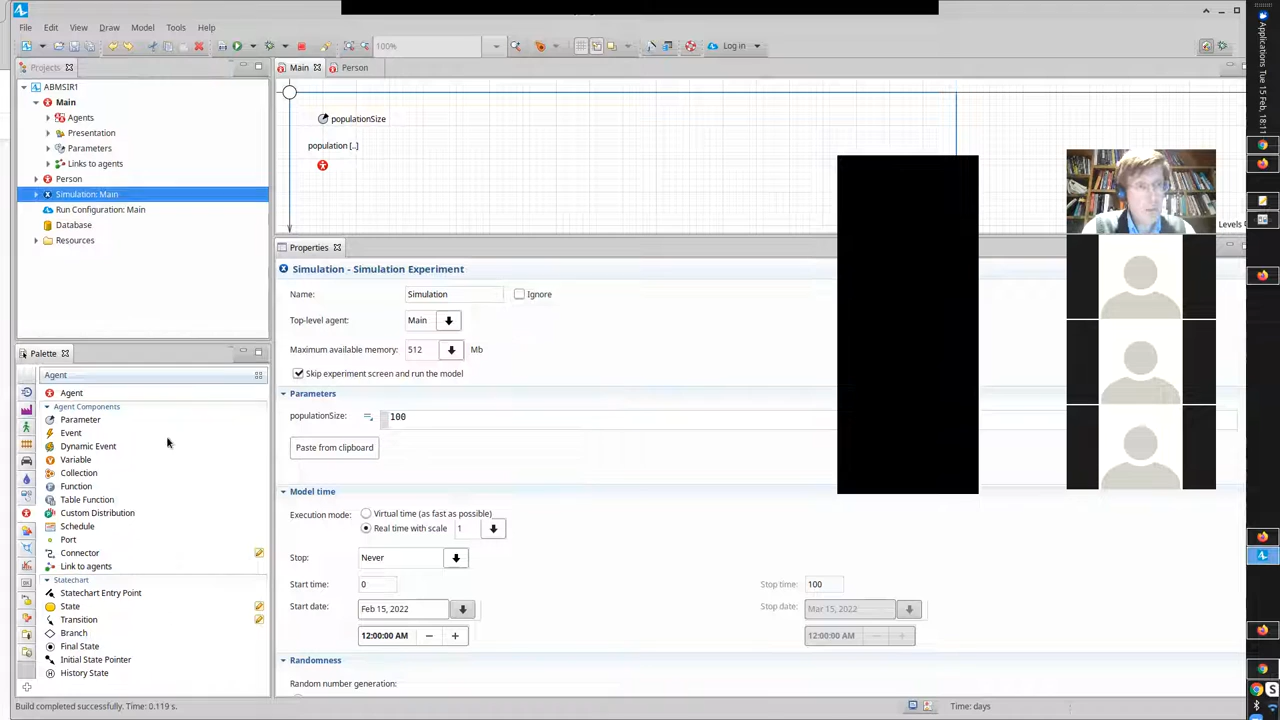 File Edit View Draw Model Tools Help
100% Log in
Projects
ABMSIR1
Main
Agents
Presentation
Parameters
Links to agents
Person
Simulation: Main
Run Configuration: Main
Database
Resources
Palette
Agent
Agent
Agent Components
Parameter
Event
Dynamic Event
Variable
Collection
Function
Table Function
Custom Distribution
Schedule
Port
Connector
Link to agents
Statechart
Statechart Entry Point
State
Transition
Branch
Final State
Initial State Pointer
History State
Main Person
populationSize
population [..]
Levels
Properties
Simulation - Simulation Experiment
Name: Simulation Ignore
Top-level agent: Main
Maximum available memory: 512 Mb
Skip experiment screen and run the model
Parameters
populationSize: 100
Paste from clipboard
Model time
Execution mode: Virtual time (as fast as possible)
Real time with scale 1
Stop: Never
Start time: 0 Stop time: 100
Start date: Feb 15, 2022 Stop date: Mar 15, 2022
12:00:00 AM − + 12:00:00 AM − +
Randomness
Random number generation:
Build completed successfully. Time: 0.119 s. Time: days
Applications Tue 15 Feb, 18:11